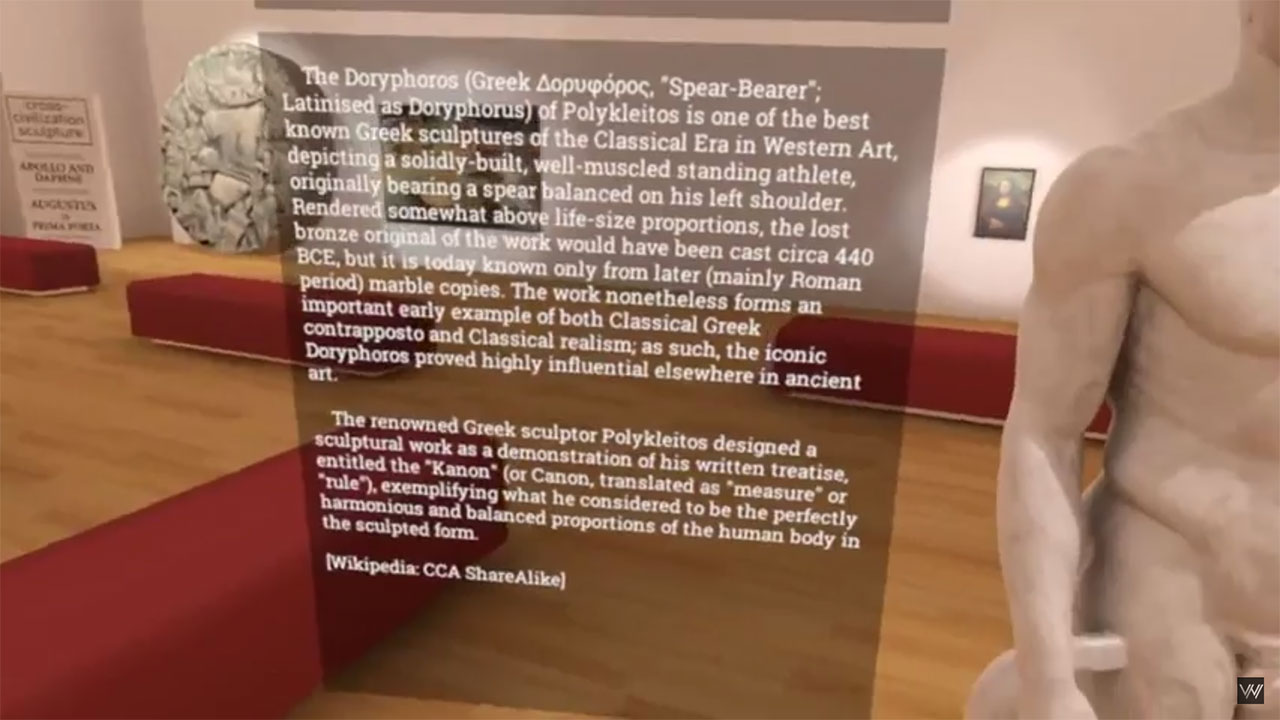 cross-
civilization
sculpture
APOLLO AND
DAPHNE
AUGUSTUS
PRIMA PORTA
The Doryphoros (Greek Δορυφόρος, "Spear-Bearer";
Latinised as Doryphorus) of Polykleitos is one of the best
known Greek sculptures of the Classical Era in Western Art,
depicting a solidly-built, well-muscled standing athlete,
originally bearing a spear balanced on his left shoulder.
Rendered somewhat above life-size proportions, the lost
bronze original of the work would have been cast circa 440
BCE, but it is today known only from later (mainly Roman
period) marble copies. The work nonetheless forms an
important early example of both Classical Greek
contrapposto and Classical realism; as such, the iconic
Doryphoros proved highly influential elsewhere in ancient
art.
The renowned Greek sculptor Polykleitos designed a
sculptural work as a demonstration of his written treatise,
entitled the "Kanon" (or Canon, translated as "measure" or
"rule"), exemplifying what he considered to be the perfectly
harmonious and balanced proportions of the human body in
the sculpted form.
[Wikipedia: CCA ShareAlike]